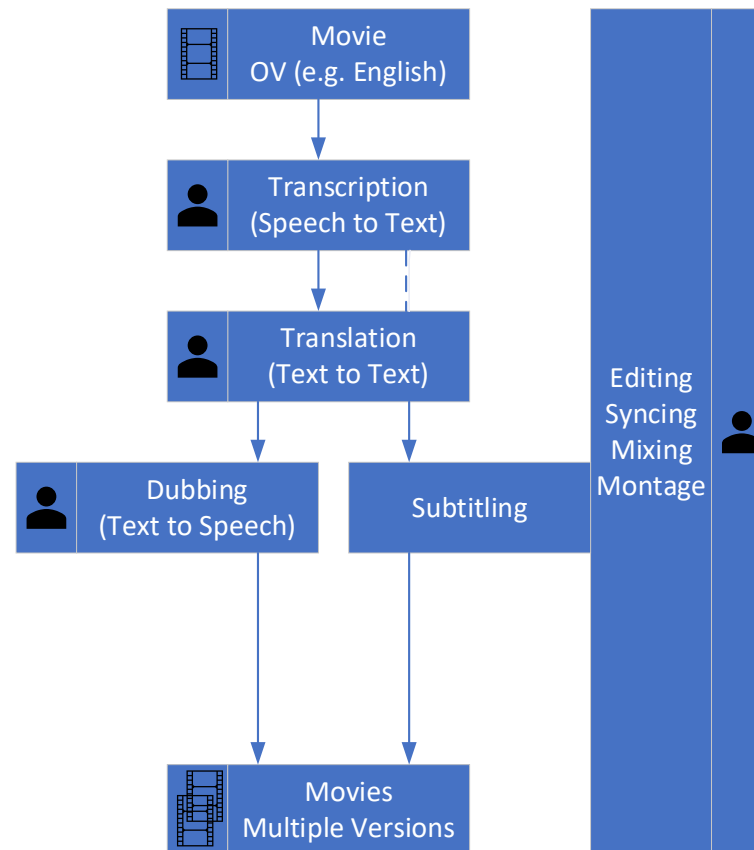 Movie
OV (e.g. English)
Transcription
(Speech to Text)
Translation
(Text to Text)
Dubbing
(Text to Speech)
Subtitling
Editing
Syncing
Mixing
Montage
Movies
Multiple Versions